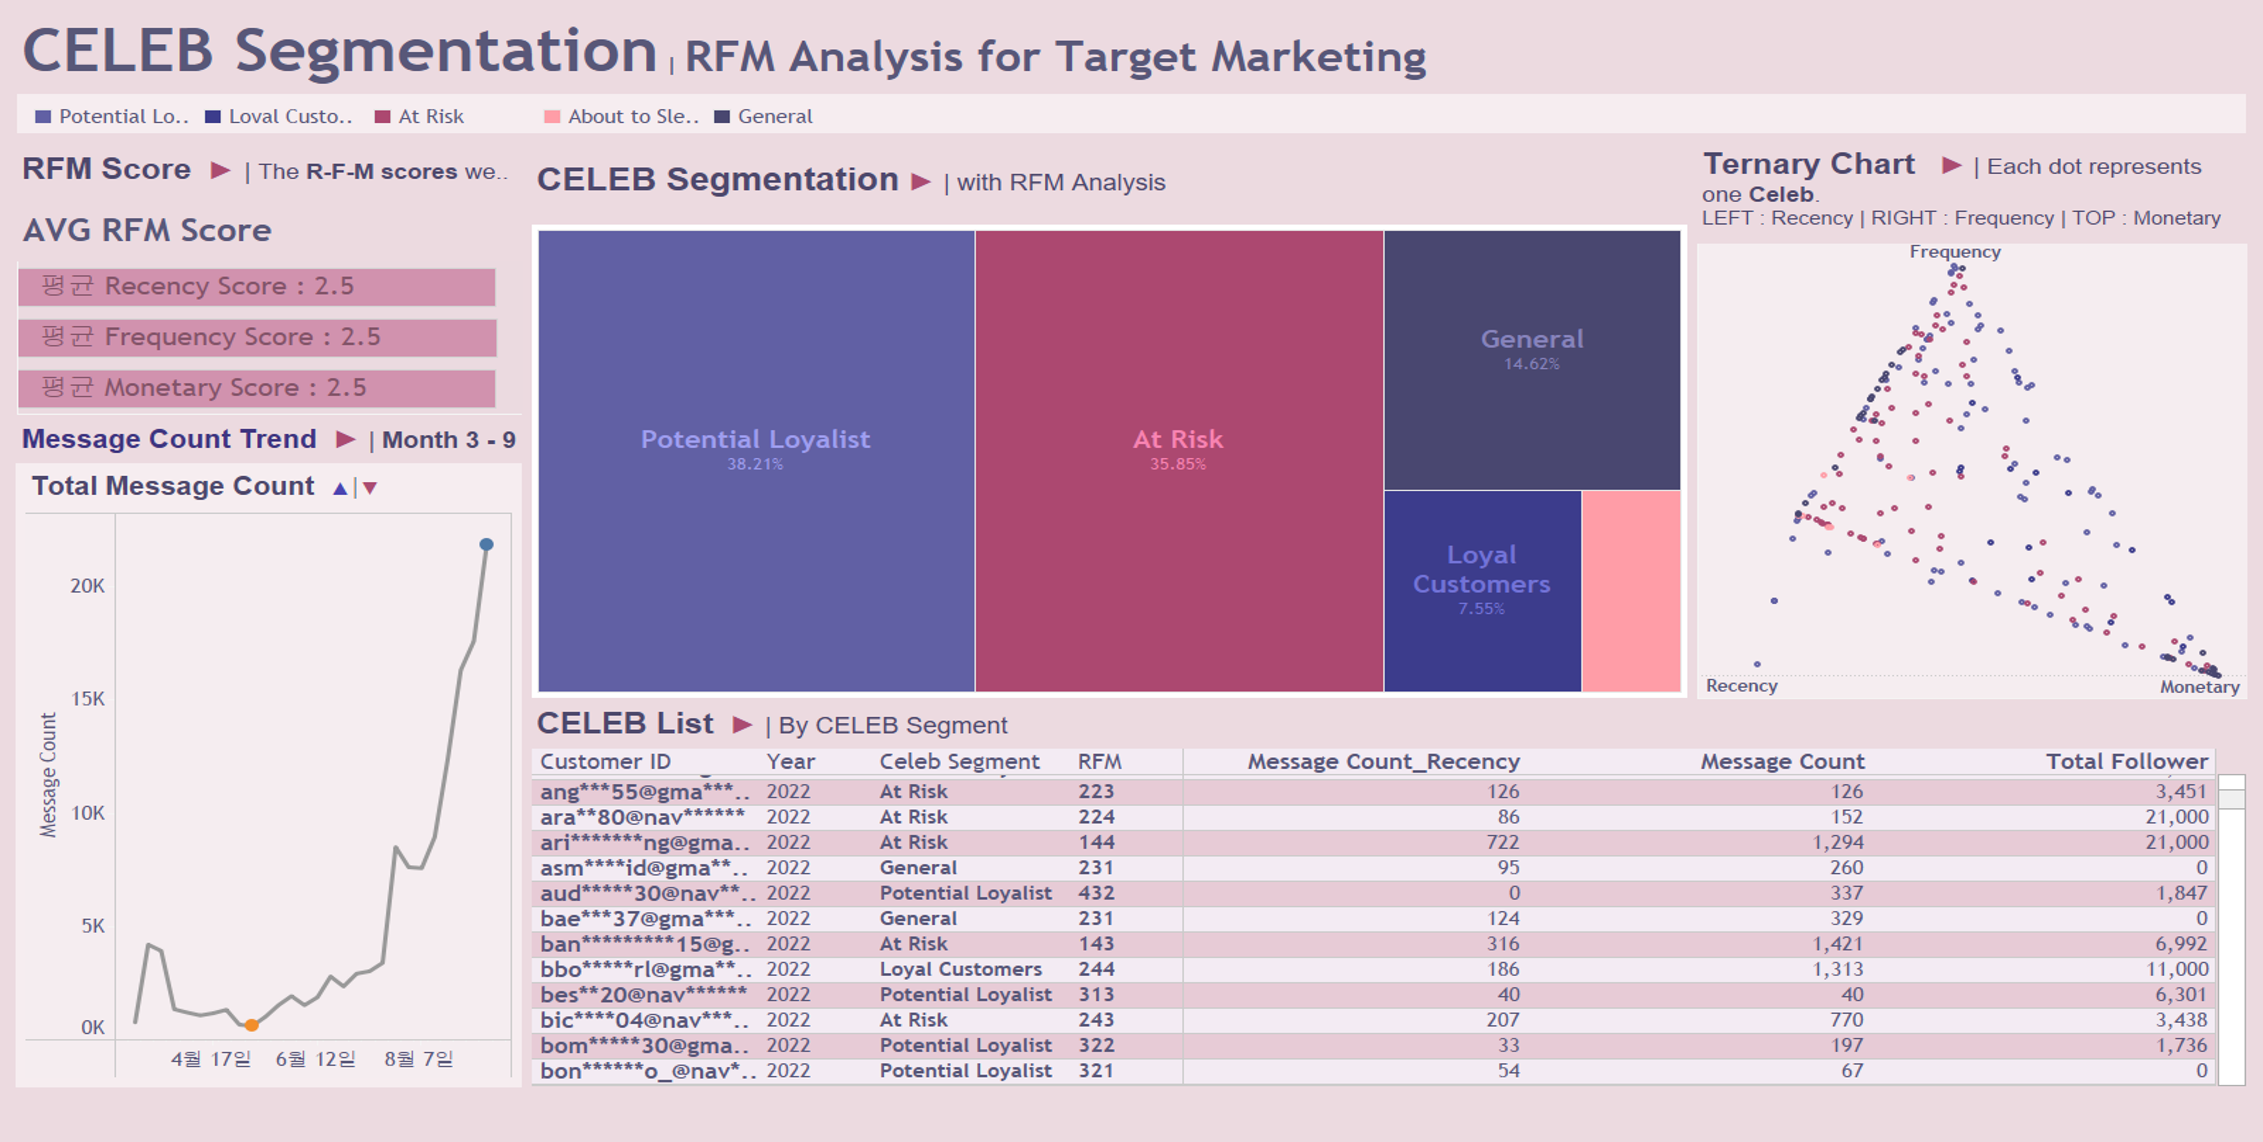 CELEB Segmentation | RFM Analysis for Target Marketing
Potential Lo.. Loval Custo.. At Risk About to Sle.. General
RFM Score ▶ | The R-F-M scores we..
AVG RFM Score
평균 Recency Score : 2.5
평균 Frequency Score : 2.5
평균 Monetary Score : 2.5
Message Count Trend ▶ | Month 3 - 9
Total Message Count ▲|▼
Message Count
20K
15K
10K
5K
0K
4월 17일 6월 12일 8월 7일
CELEB Segmentation ▶ | with RFM Analysis
Potential Loyalist
38.21%
At Risk
35.85%
General
14.62%
Loyal
Customers
7.55%
Ternary Chart ▶ | Each dot represents
one Celeb.
LEFT : Recency | RIGHT : Frequency | TOP : Monetary
Frequency
Recency
Monetary
CELEB List ▶ | By CELEB Segment
Customer ID Year Celeb Segment RFM Message Count_Recency Message Count Total Follower
ang***55@gma***.. 2022 At Risk 223 126 126 3,451
ara**80@nav****** 2022 At Risk 224 86 152 21,000
ari*******ng@gma.. 2022 At Risk 144 722 1,294 21,000
asm****id@gma**.. 2022 General 231 95 260 0
aud*****30@nav**.. 2022 Potential Loyalist 432 0 337 1,847
bae***37@gma***.. 2022 General 231 124 329 0
ban*********15@g.. 2022 At Risk 143 316 1,421 6,992
bbo*****rl@gma**.. 2022 Loyal Customers 244 186 1,313 11,000
bes**20@nav****** 2022 Potential Loyalist 313 40 40 6,301
bic****04@nav***.. 2022 At Risk 243 207 770 3,438
bom*****30@gma.. 2022 Potential Loyalist 322 33 197 1,736
bon******o_@nav*.. 2022 Potential Loyalist 321 54 67 0